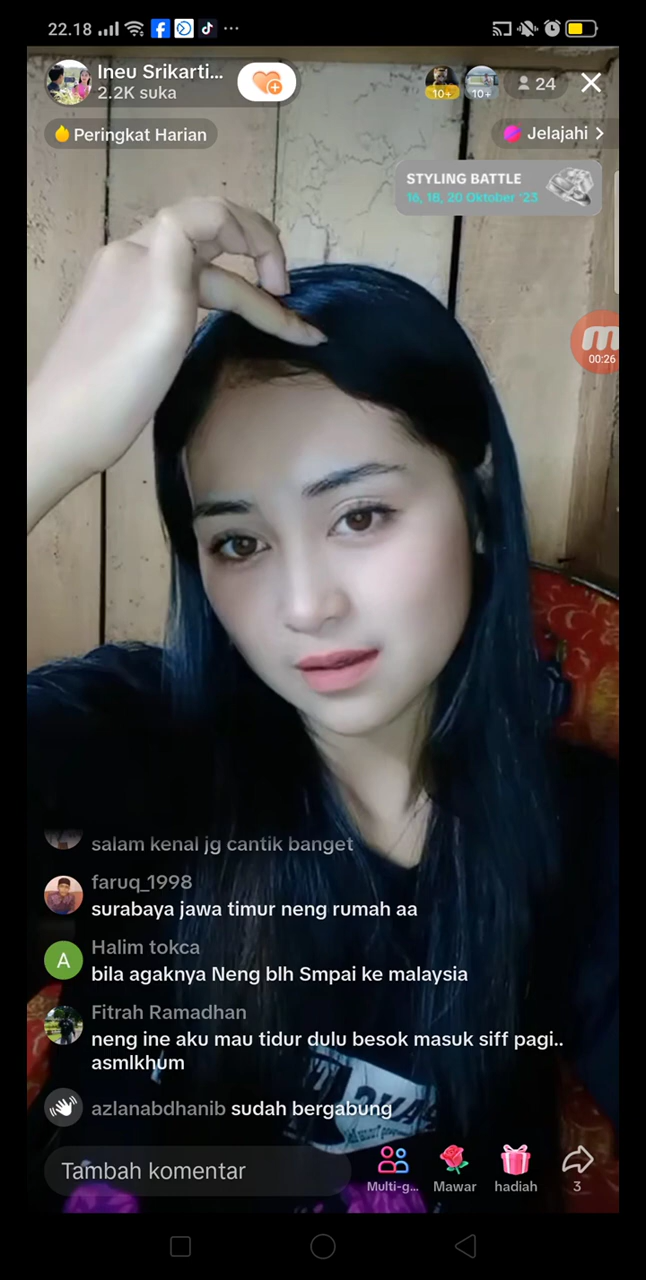 22.18
Ineu Srikarti...
2.2K suka
10+
10+
24
Peringkat Harian
Jelajahi
STYLING BATTLE
16, 18, 20 Oktober '23
00:26
salam kenal jg cantik banget
faruq_1998
surabaya jawa timur neng rumah aa
Halim tokca
A
bila agaknya Neng blh Smpai ke malaysia
Fitrah Ramadhan
neng ine aku mau tidur dulu besok masuk siff pagi..
asmlkhum
azlanabdhanib sudah bergabung
Tambah komentar
Multi-g...
Mawar
hadiah
3